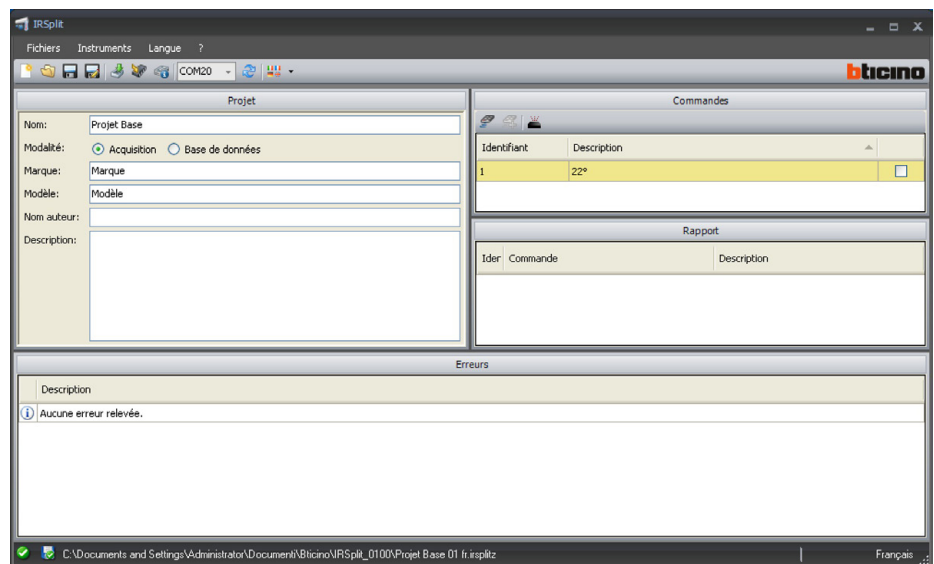 IRSplit
Fichiers Instruments Langue ?
COM20
bticino
Projet
Nom: Projet Base
Modalité: Acquisition Base de données
Marque: Marque
Modèle: Modèle
Nom auteur:
Description:
Commandes
Identifiant Description
1 22°
Rapport
Ider Commande Description
Erreurs
Description
Aucune erreur relevée.
C:\Documents and Settings\Administrator\Documenti\Bticino\IRSplit_0100\Projet Base 01 fr.irsplitz
Français